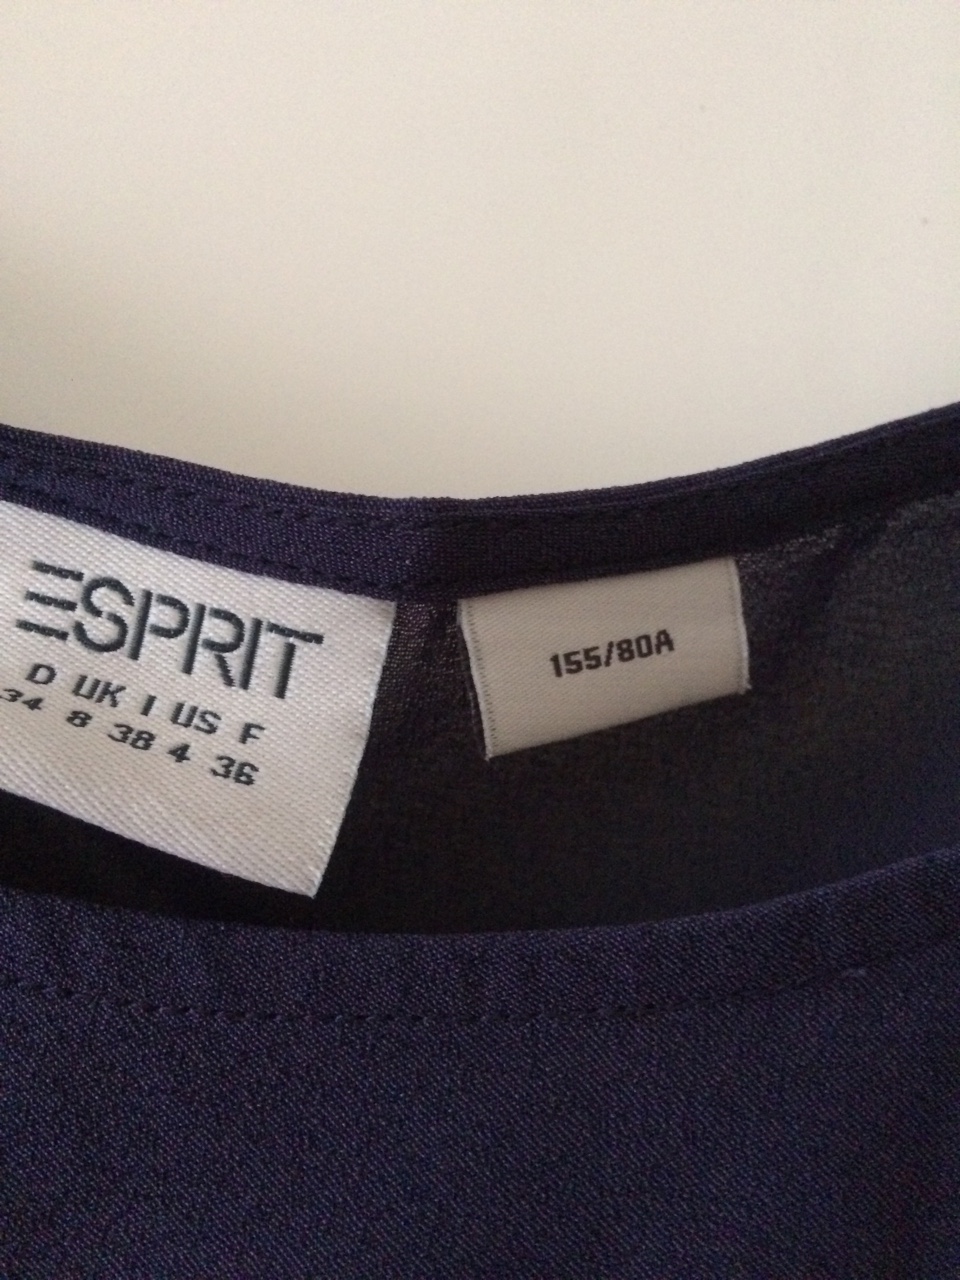 ESPRIT
D UK I US F
34 8 38 4 36
155/80A